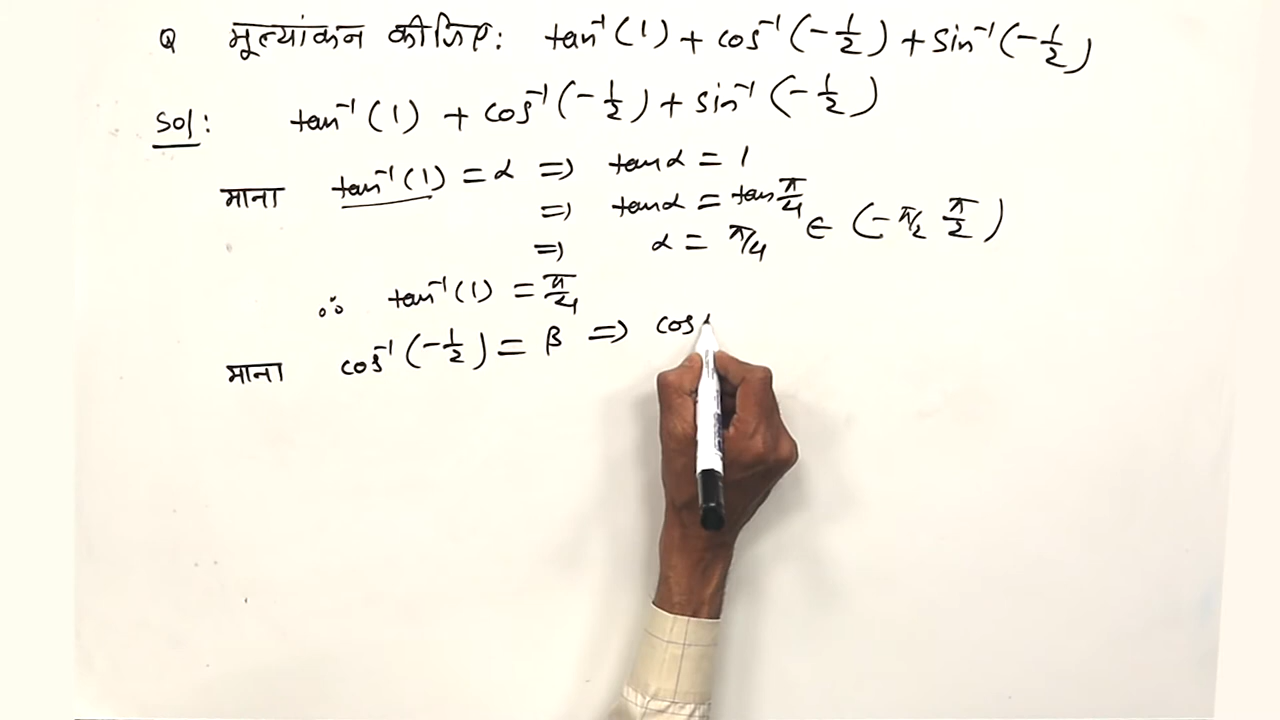 Q मूल्यांकन कीजिए: tan⁻¹(1) + cos⁻¹(-1/2) + sin⁻¹(-1/2)
Sol: tan⁻¹(1) + cos⁻¹(-1/2) + sin⁻¹(-1/2)
माना tan⁻¹(1) = α ⇒ tanα = 1
⇒ tanα = tan π/4
⇒ α = π/4 ∈ (-π/2 π/2)
∴ tan⁻¹(1) = π/4
माना cos⁻¹(-1/2) = β ⇒ cos